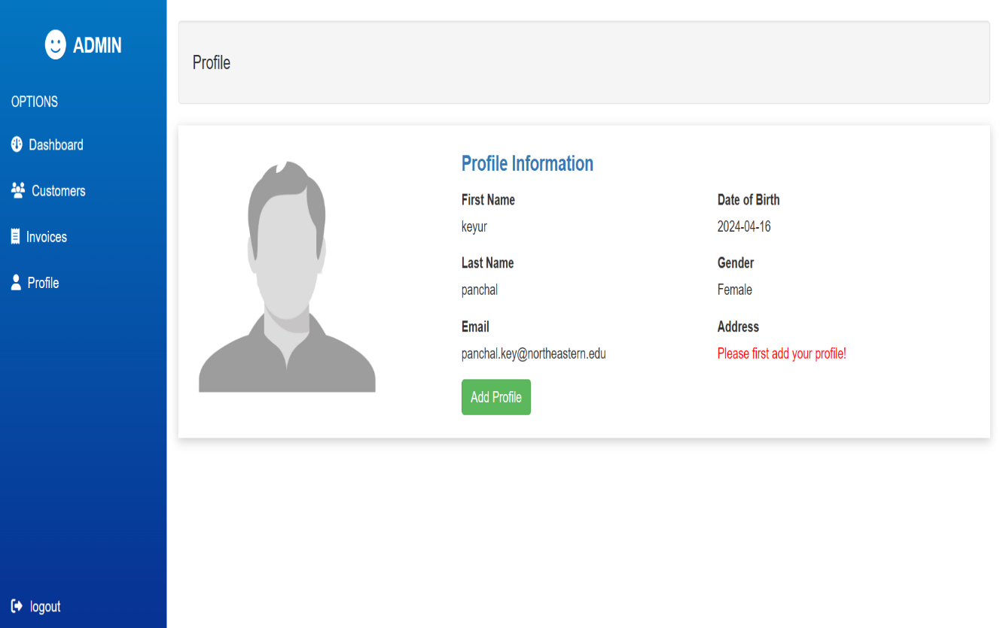 ADMIN
OPTIONS
Dashboard
Customers
Invoices
Profile
logout
Profile
Profile Information
First Name
keyur
Date of Birth
2024-04-16
Last Name
panchal
Gender
Female
Email
panchal.key@northeastern.edu
Address
Please first add your profile!
Add Profile